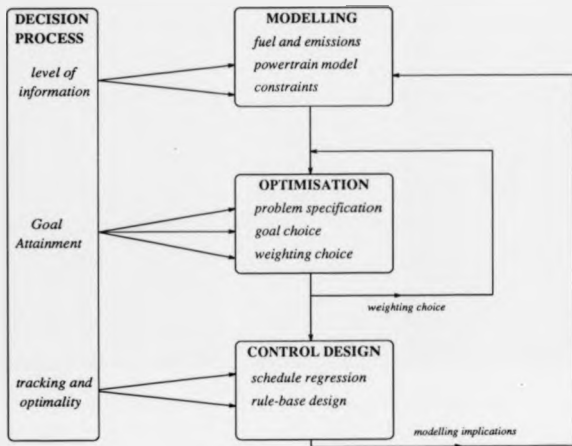 DECISION
PROCESS
level of
information
Goal
Attainment
tracking and
optimality
MODELLING
fuel and emissions
powertrain model
constraints
OPTIMISATION
problem specification
goal choice
weighting choice
weighting choice
CONTROL DESIGN
schedule regression
rule-base design
modelling implications